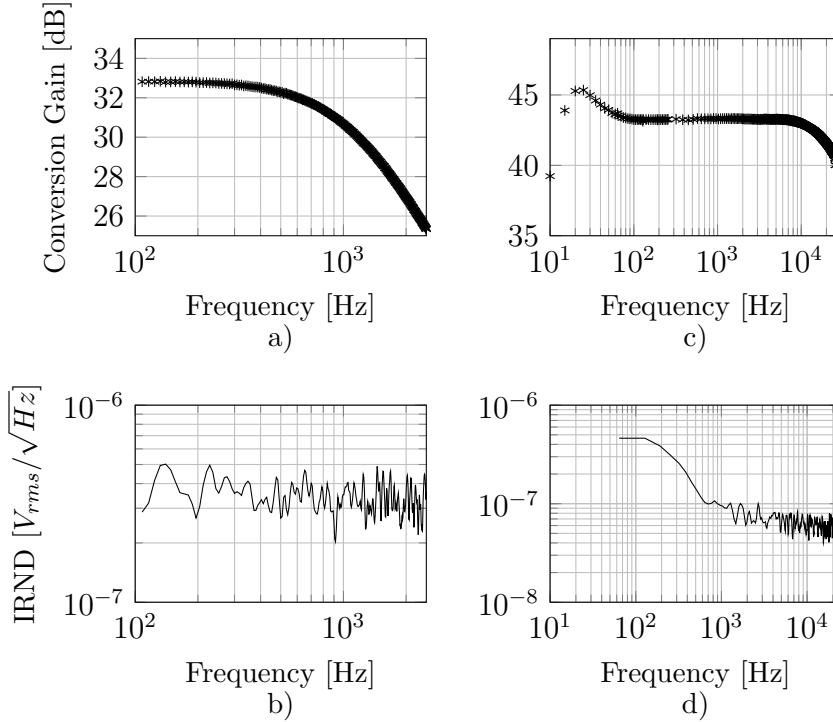 Conversion Gain [dB]
34
32
30
28
26
10^2
10^3
Frequency [Hz]
a)
45
40
35
10^1
10^2
10^3
10^4
Frequency [Hz]
c)
IRND [V_{rms}/√Hz]
10^-6
10^-7
10^2
10^3
Frequency [Hz]
b)
10^-6
10^-7
10^-8
10^1
10^2
10^3
10^4
Frequency [Hz]
d)